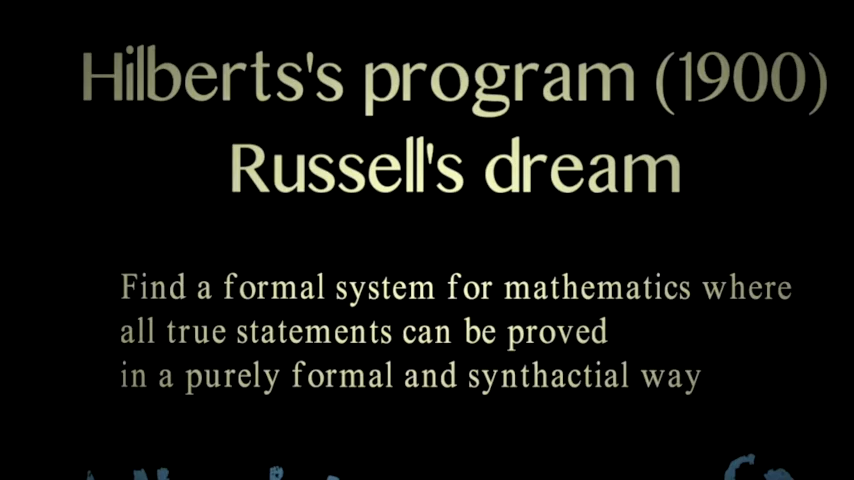 Hilberts's program (1900)
Russell's dream
Find a formal system for mathematics where
all true statements can be proved
in a purely formal and synthactial way